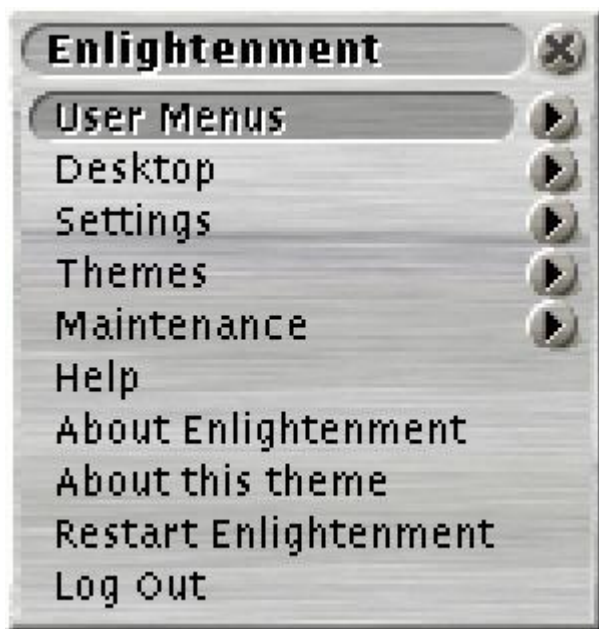 Enlightenment
User Menus
Desktop
Settings
Themes
Maintenance
Help
About Enlightenment
About this theme
Restart Enlightenment
Log Out